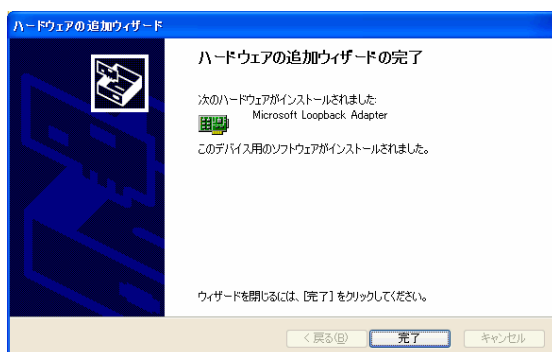 ハードウェアの追加ウィザード
ハードウェアの追加ウィザードの完了
次のハードウェアがインストールされました:
Microsoft Loopback Adapter
このデバイス用のソフトウェアがインストールされました。
ウィザードを閉じるには、[完了] をクリックしてください。
< 戻る(B)
完了
キャンセル